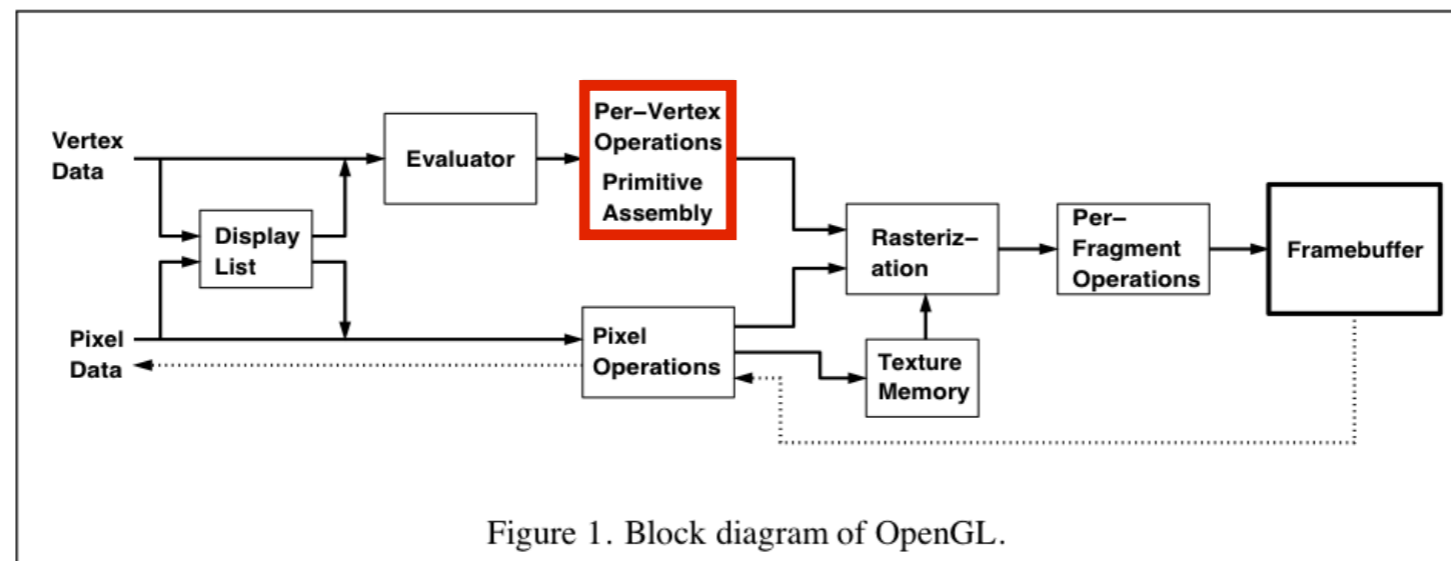 Vertex
Data
Evaluator
Per–Vertex
Operations
Primitive
Assembly
Display
List
Rasteriz–
ation
Per–
Fragment
Operations
Framebuffer
Pixel
Data
Pixel
Operations
Texture
Memory
Figure 1. Block diagram of OpenGL.